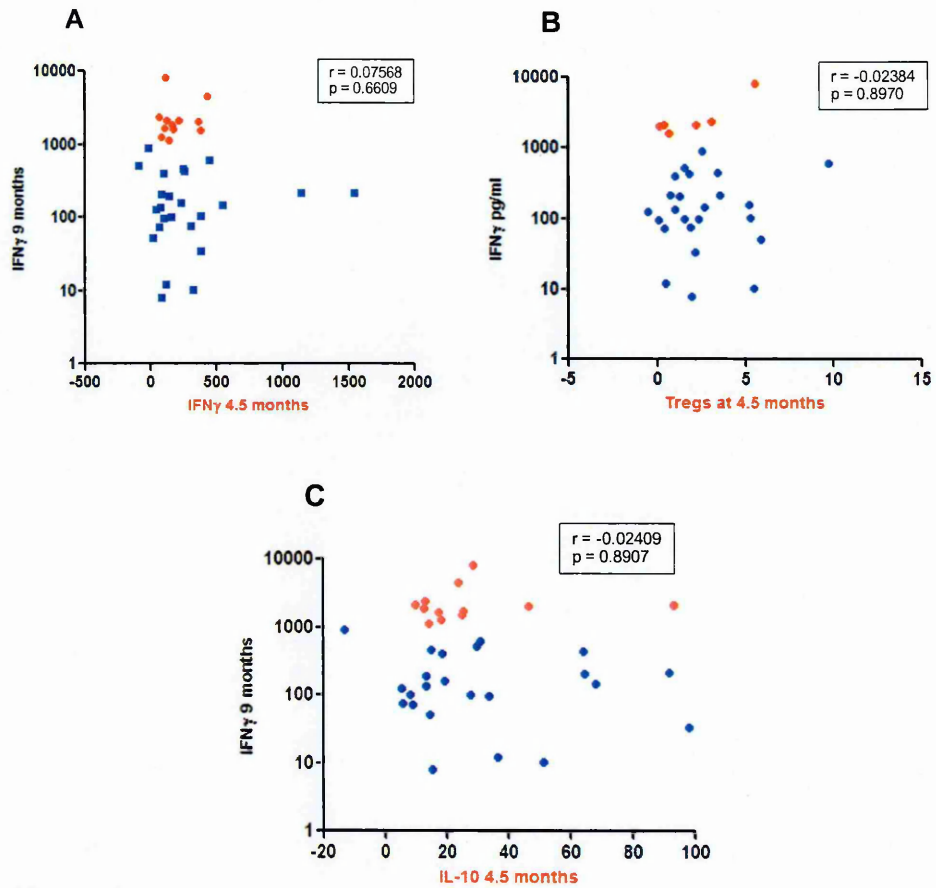 A
r = 0.07568
p = 0.6609
10000
1000
100
10
1
IFNγ 9 months
-500 0 500 1000 1500 2000
IFNγ 4.5 months
B
r = -0.02384
p = 0.8970
10000
1000
100
10
1
IFNγ pg/ml
-5 0 5 10 15
Tregs at 4.5 months
C
r = -0.02409
p = 0.8907
10000
1000
100
10
1
IFNγ 9 months
-20 0 20 40 60 80 100
IL-10 4.5 months